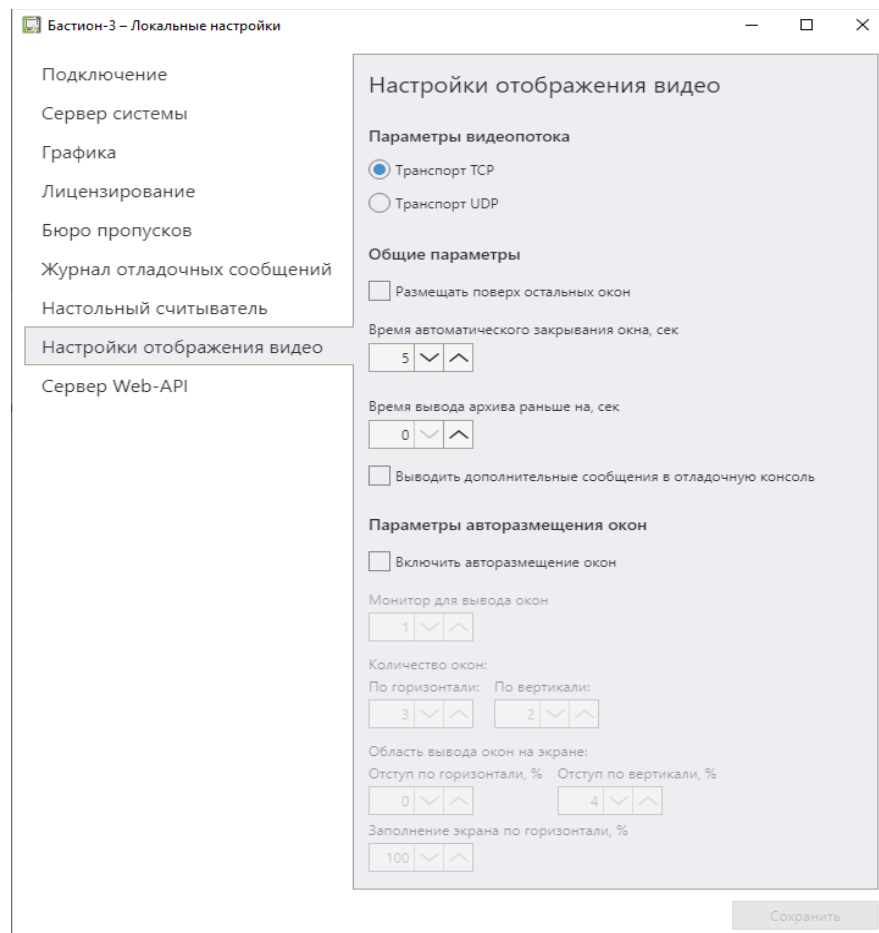 Бастион-3 – Локальные настройки
Подключение
Сервер системы
Графика
Лицензирование
Бюро пропусков
Журнал отладочных сообщений
Настольный считыватель
Настройки отображения видео
Сервер Web-API
Настройки отображения видео
Параметры видеопотока
Транспорт TCP
Транспорт UDP
Общие параметры
Размещать поверх остальных окон
Время автоматического закрывания окна, сек
5
Время вывода архива раньше на, сек
0
Выводить дополнительные сообщения в отладочную консоль
Параметры авторазмещения окон
Включить авторазмещение окон
Монитор для вывода окон
1
Количество окон:
По горизонтали: По вертикали:
3 2
Область вывода окон на экране:
Отступ по горизонтали, % Отступ по вертикали, %
0 4
Заполнение экрана по горизонтали, %
100
Сохранить